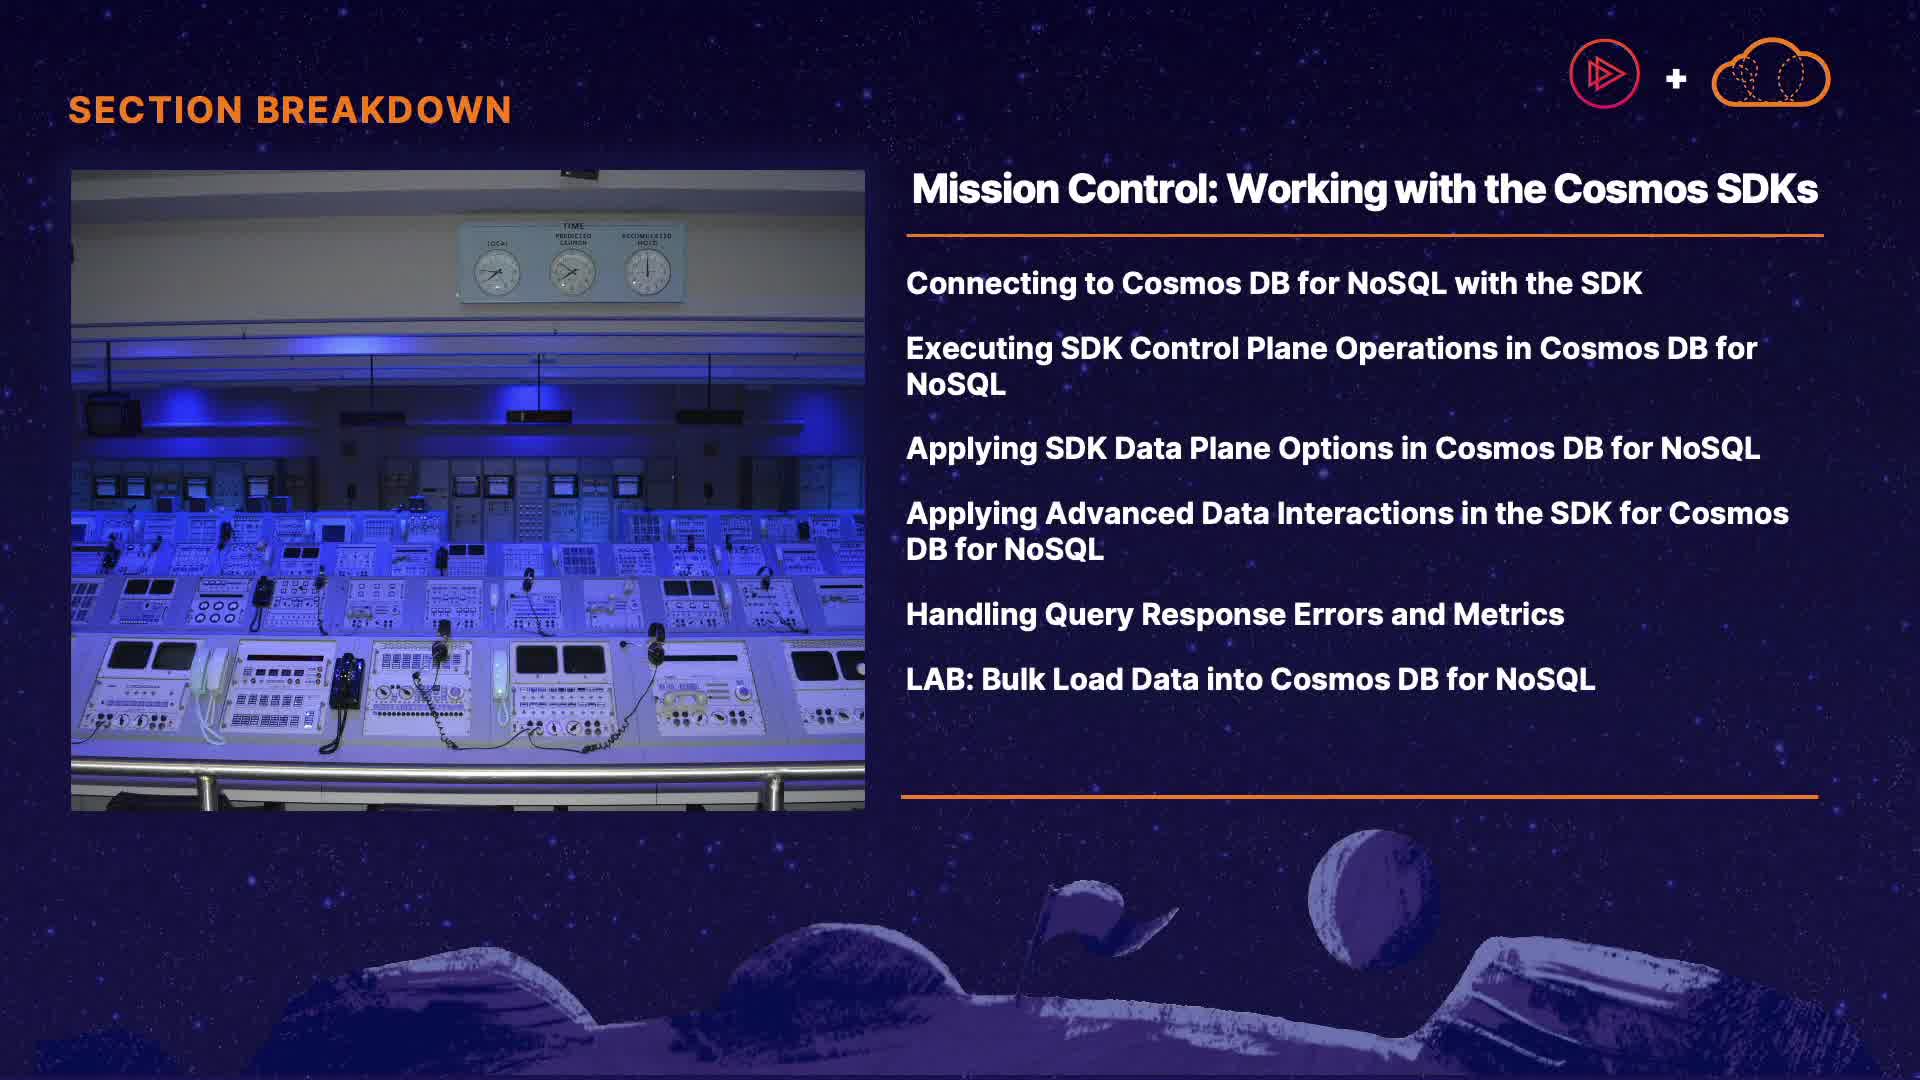 SECTION BREAKDOWN
TIME
LOCAL
PREDICTED
LAUNCH
ACCUMULATED
HOLD
Mission Control: Working with the Cosmos SDKs
Connecting to Cosmos DB for NoSQL with the SDK
Executing SDK Control Plane Operations in Cosmos DB for
NoSQL
Applying SDK Data Plane Options in Cosmos DB for NoSQL
Applying Advanced Data Interactions in the SDK for Cosmos
DB for NoSQL
Handling Query Response Errors and Metrics
LAB: Bulk Load Data into Cosmos DB for NoSQL